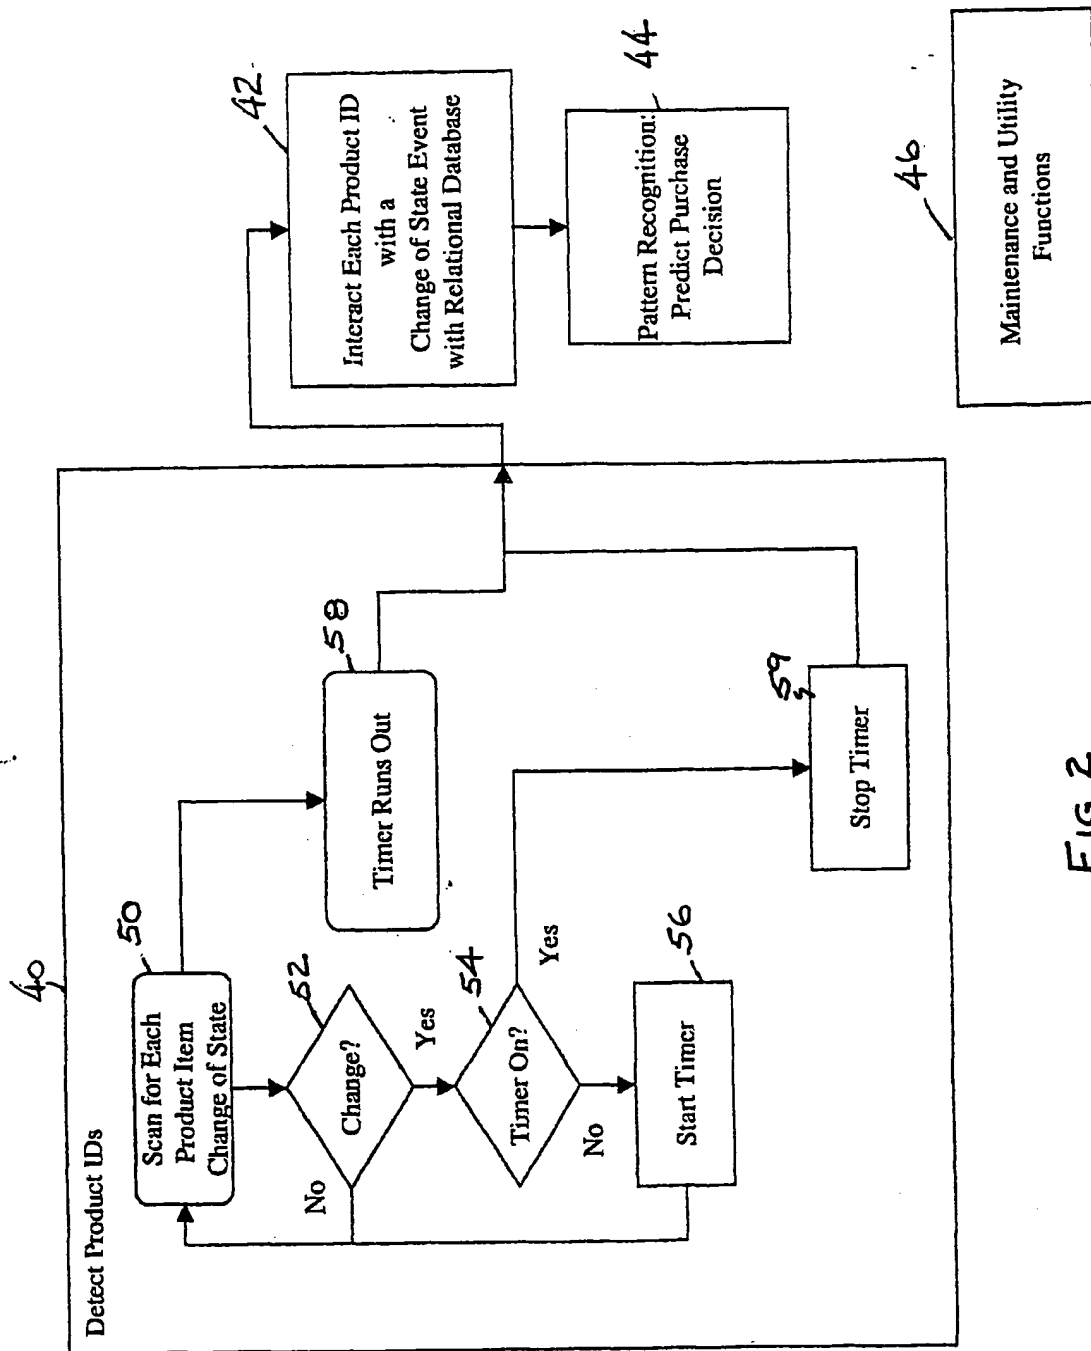 40
Detect Product IDs
50
Scan for Each
Product Item
Change of State
52
Change?
No
Yes
54
Timer On?
Yes
No
56
Start Timer
58
Timer Runs Out
59
Stop Timer
42
Interact Each Product ID
with a
Change of State Event
with Relational Database
44
Pattern Recognition:
Predict Purchase
Decision
46
Maintenance and Utility
Functions
FIG 2